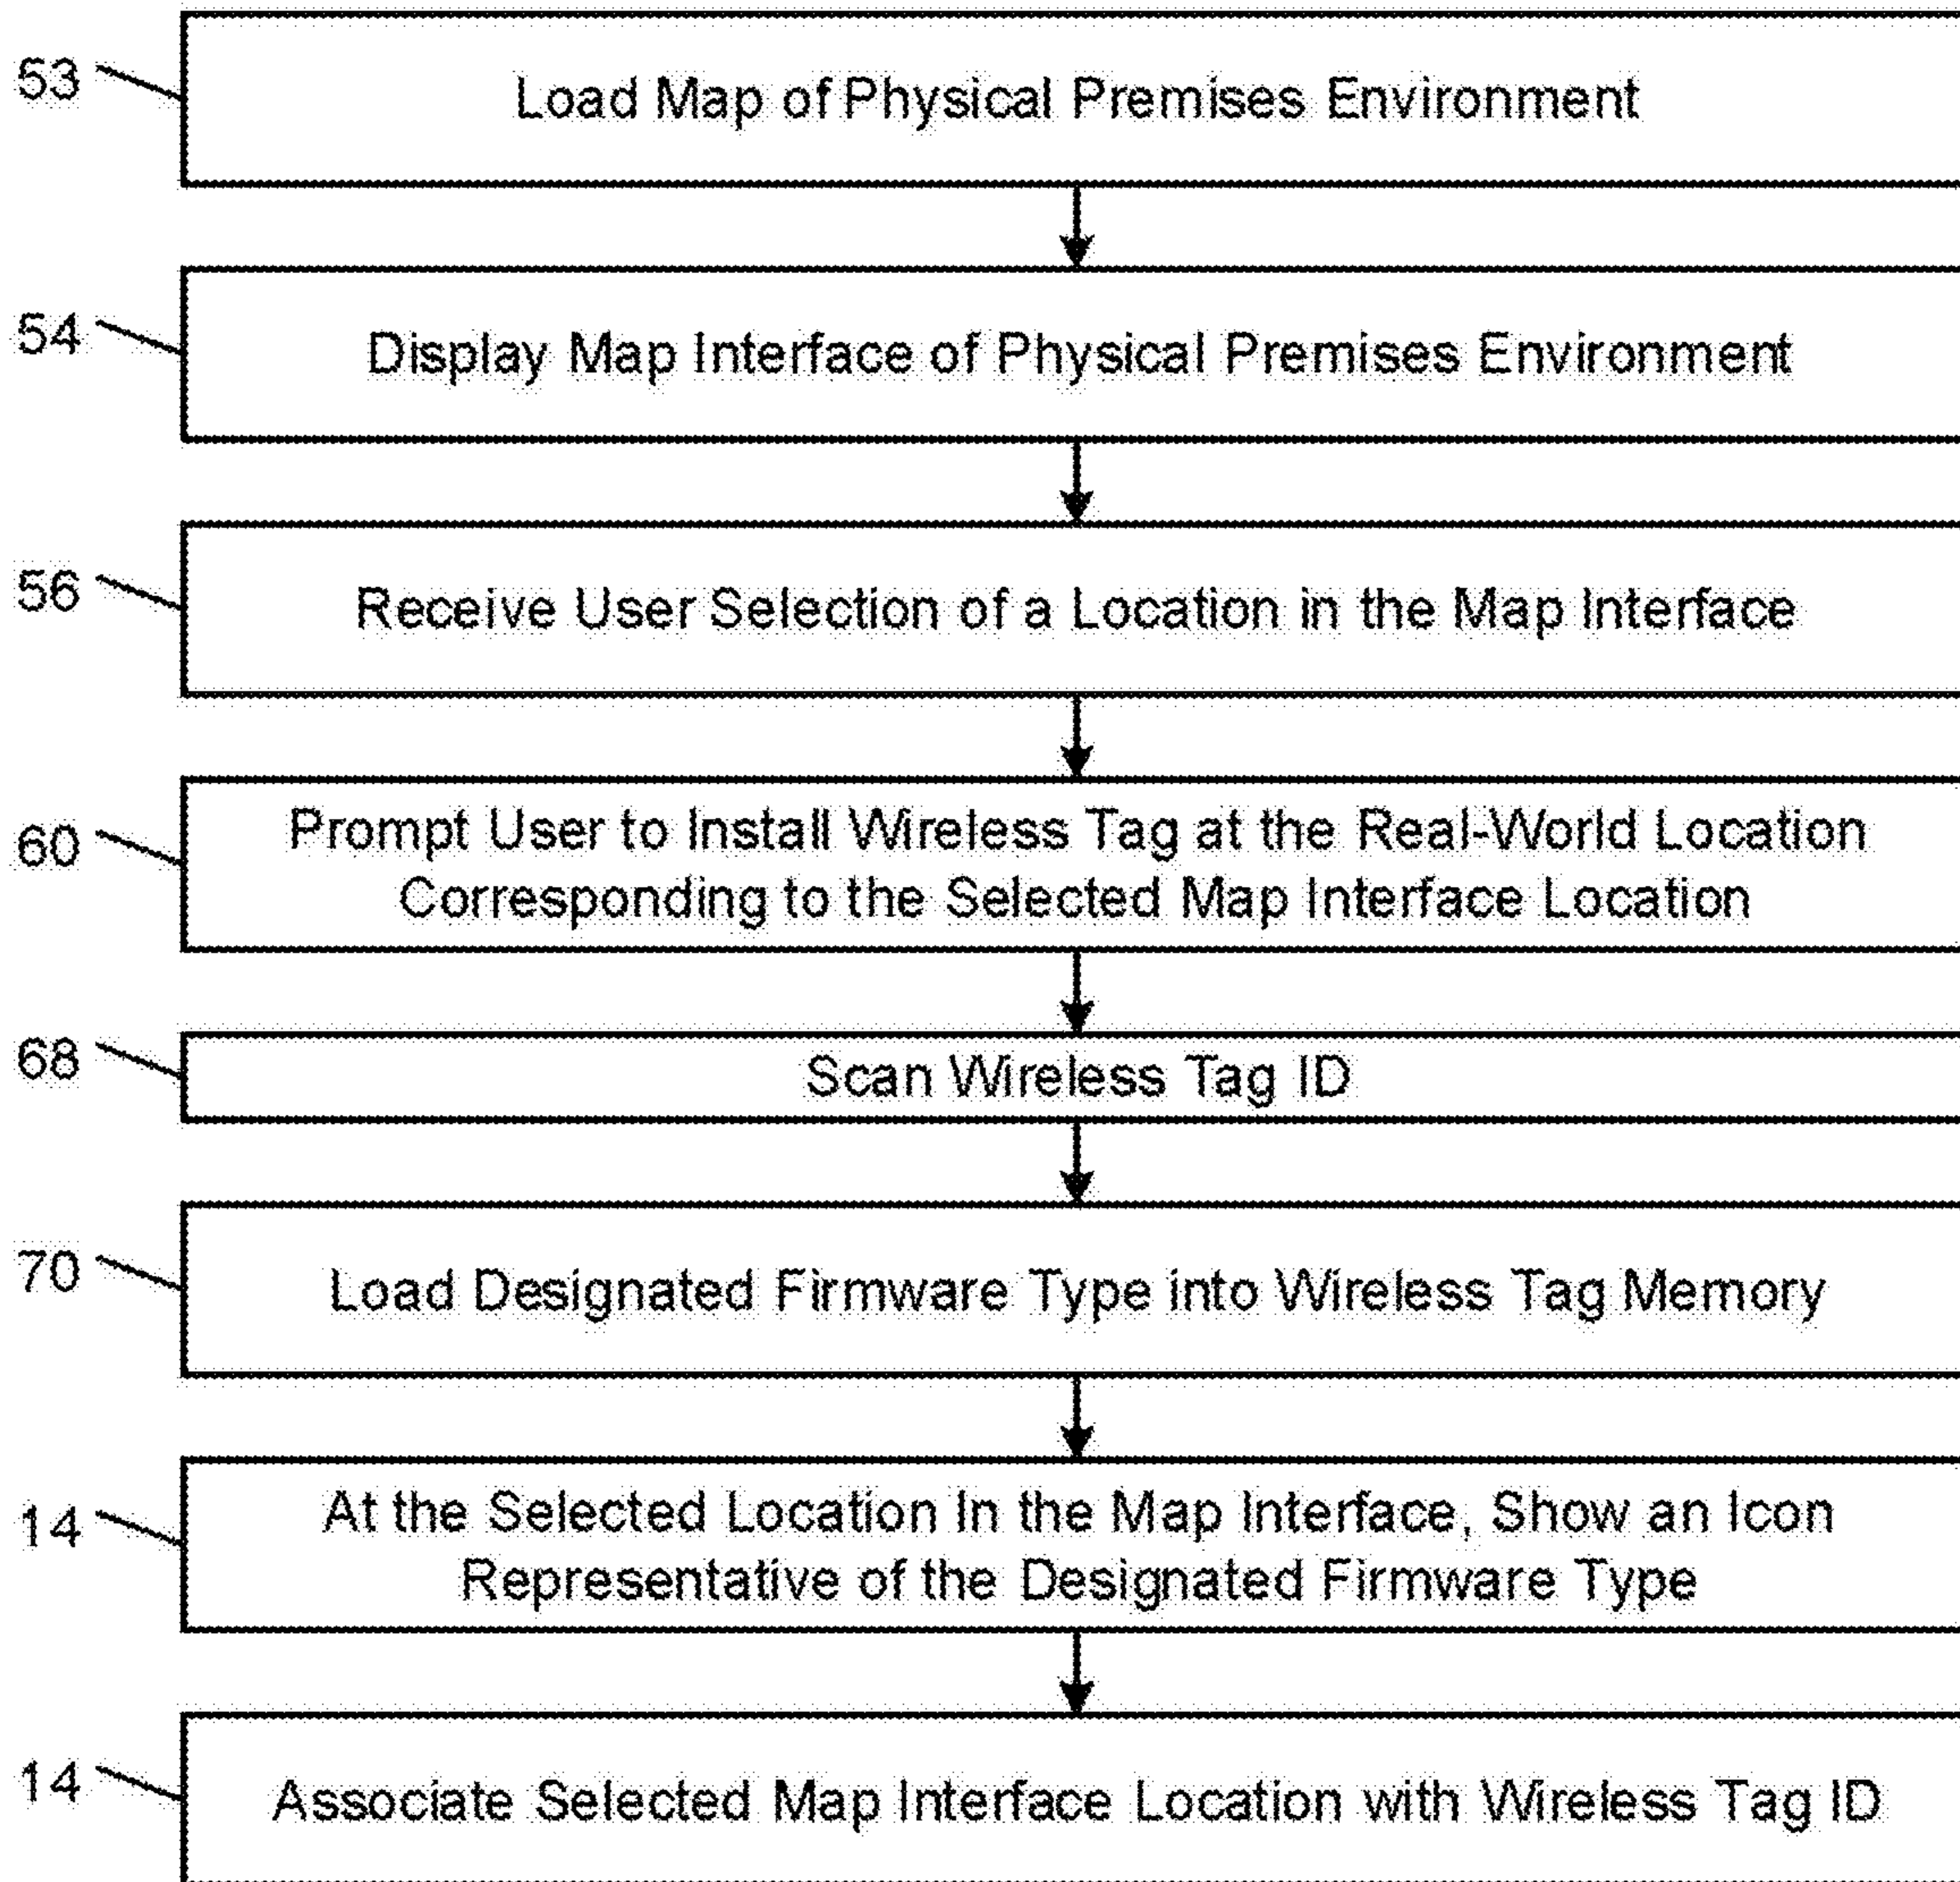 53
Load Map of Physical Premises Environment
54
Display Map Interface of Physical Premises Environment
56
Receive User Selection of a Location in the Map Interface
60
Prompt User to Install Wireless Tag at the Real-World Location
Corresponding to the Selected Map Interface Location
68
Scan Wireless Tag ID
70
Load Designated Firmware Type into Wireless Tag Memory
14
At the Selected Location In the Map Interface, Show an Icon
Representative of the Designated Firmware Type
14
Associate Selected Map Interface Location with Wireless Tag ID